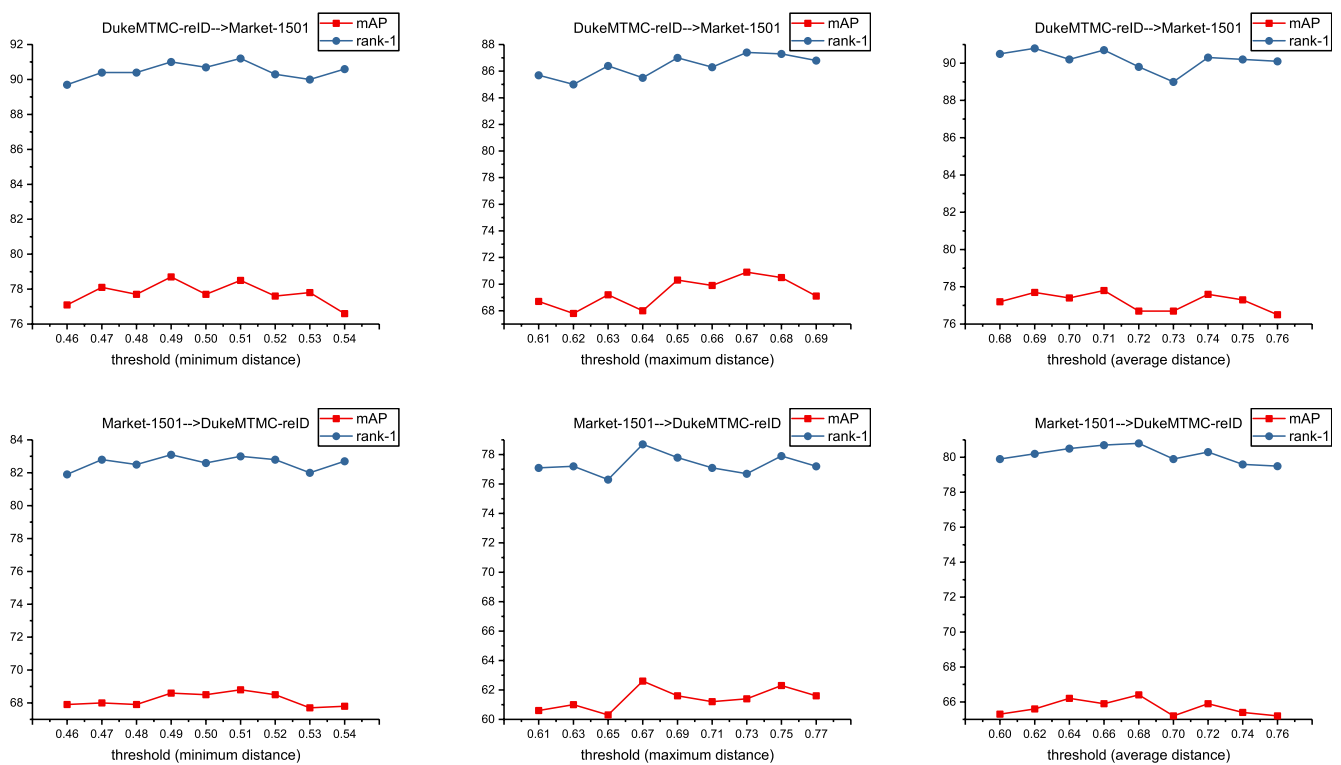 DukeMTMC-reID-->Market-1501
mAP
rank-1
92
90
88
86
84
82
80
78
76
0.46 0.47 0.48 0.49 0.50 0.51 0.52 0.53 0.54
threshold (minimum distance)
DukeMTMC-reID-->Market-1501
mAP
rank-1
88
86
84
82
80
78
76
74
72
70
68
0.61 0.62 0.63 0.64 0.65 0.66 0.67 0.68 0.69
threshold (maximum distance)
DukeMTMC-reID-->Market-1501
mAP
rank-1
90
88
86
84
82
80
78
76
0.68 0.69 0.70 0.71 0.72 0.73 0.74 0.75 0.76
threshold (average distance)
Market-1501-->DukeMTMC-reID
mAP
rank-1
84
82
80
78
76
74
72
70
68
0.46 0.47 0.48 0.49 0.50 0.51 0.52 0.53 0.54
threshold (minimum distance)
Market-1501-->DukeMTMC-reID
mAP
rank-1
78
76
74
72
70
68
66
64
62
60
0.61 0.63 0.65 0.67 0.69 0.71 0.73 0.75 0.77
threshold (maximum distance)
Market-1501-->DukeMTMC-reID
mAP
rank-1
80
78
76
74
72
70
68
66
0.60 0.62 0.64 0.66 0.68 0.70 0.72 0.74 0.76
threshold (average distance)